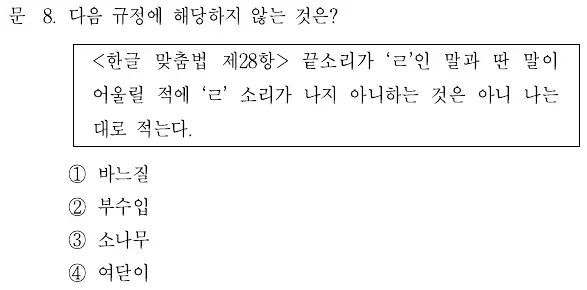 문 8. 다음 규정에 해당하지 않는 것은?
<한글 맞춤법 제28항> 끝소리가 ‘ㄹ’인 말과 딴 말이
어울릴 적에 ‘ㄹ’ 소리가 나지 아니하는 것은 아니 나는
대로 적는다.
① 바느질
② 부수입
③ 소나무
④ 여닫이